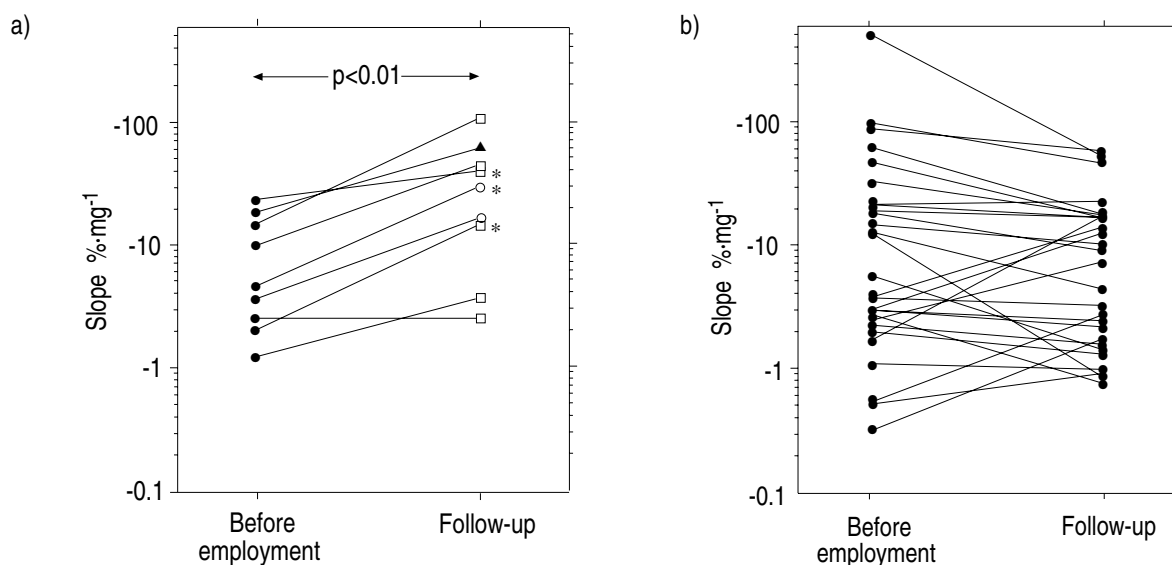 a)
p<0.01
-100
-10
-1
-0.1
Slope %·mg-1
*
*
*
Before
employment
Follow-up
b)
-100
-10
-1
-0.1
Slope %·mg-1
Before
employment
Follow-up